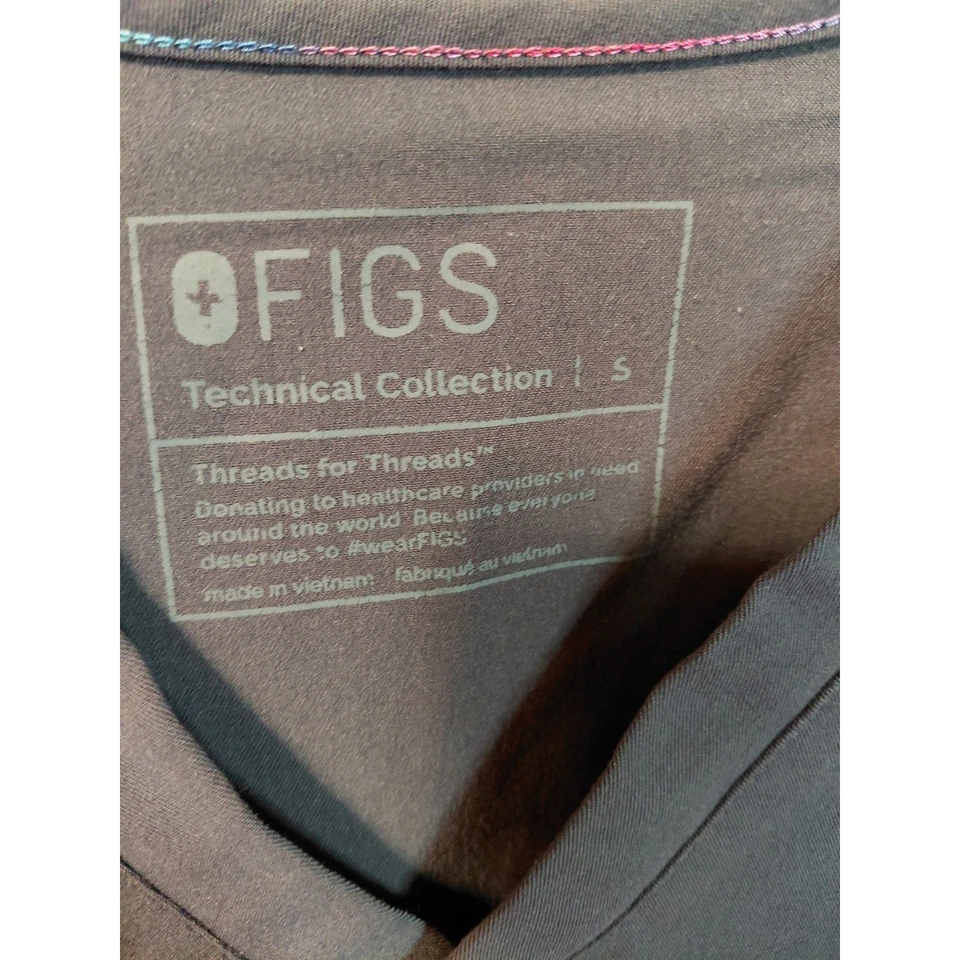 FIGS
Technical Collection | S
Threads for Threads™
Donating to healthcare providers in need
around the world. Because everyone
deserves to #wearFIGS
made in vietnam fabriqué au vietnam